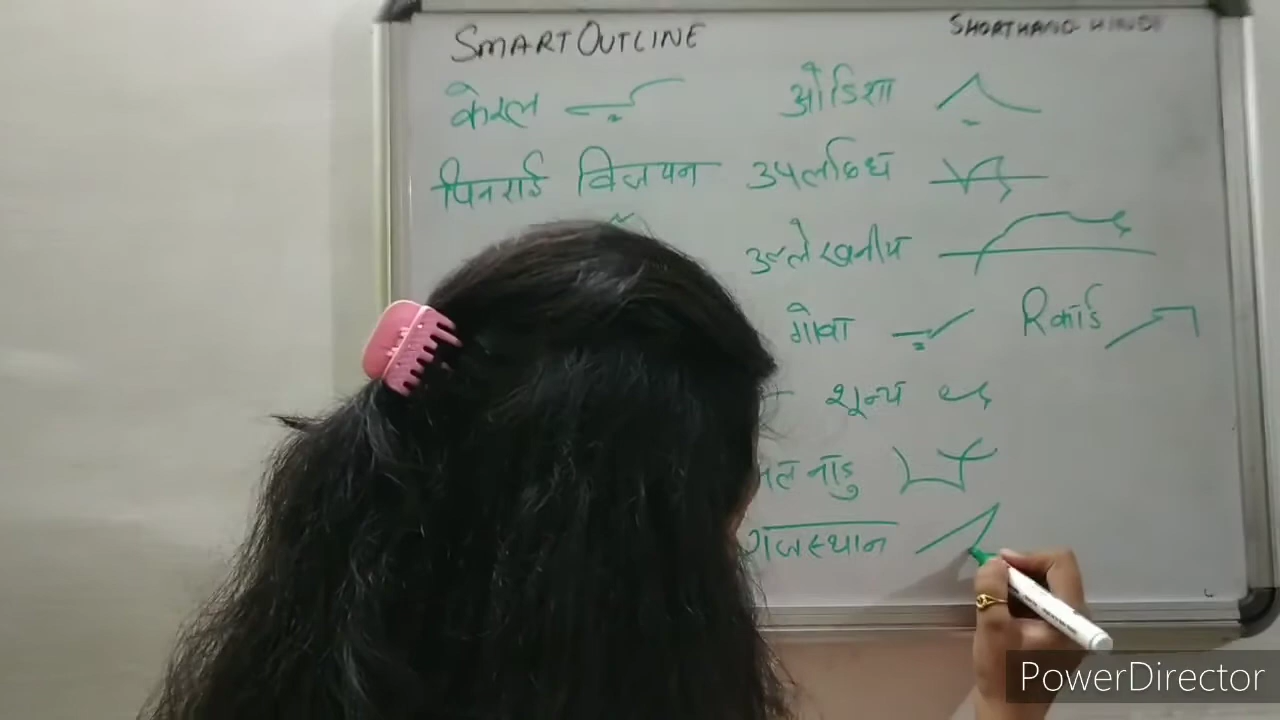 SMART OUTLINE SHORTHAND HINDI
केरल ओडिशा
पिनराई विजयन उपलब्धि
उल्लेखनीय
गोवा Rकॉर्ड
शून्य
नाडु
राजस्थान
PowerDirector